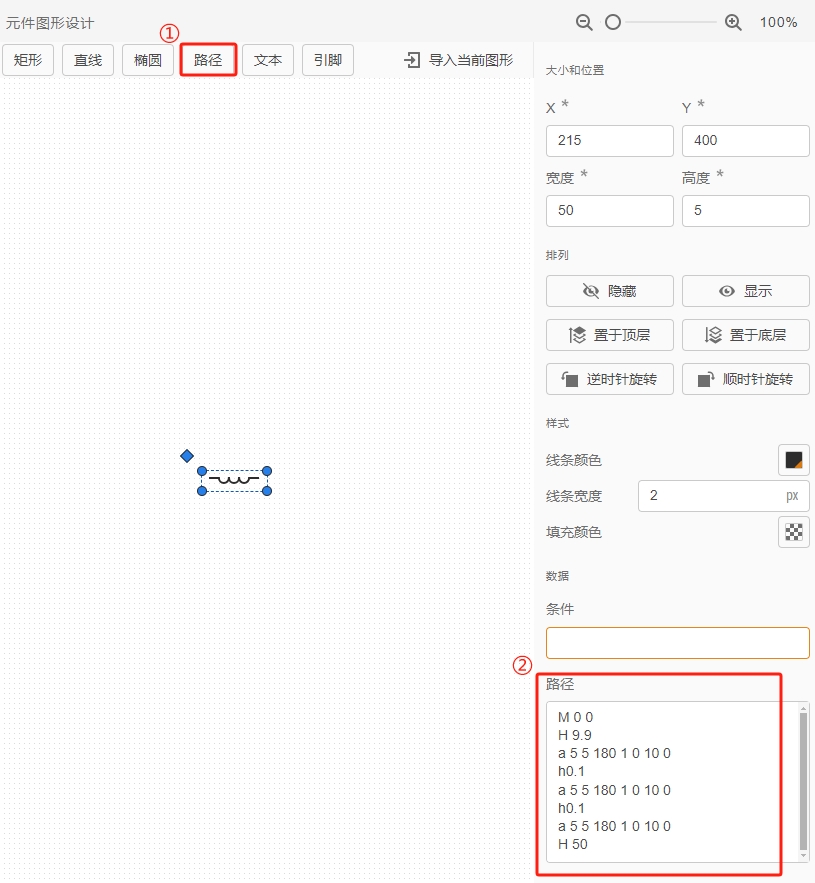 元件图形设计
100%
①
矩形 直线 椭圆 路径 文本 引脚 导入当前图形
大小和位置
X * Y *
215 400
宽度 * 高度 *
50 5
排列
隐藏 显示
置于顶层 置于底层
逆时针旋转 顺时针旋转
样式
线条颜色
线条宽度 2 px
填充颜色
数据
条件
②
路径
M 0 0
H 9.9
a 5 5 180 1 0 10 0
h0.1
a 5 5 180 1 0 10 0
h0.1
a 5 5 180 1 0 10 0
H 50